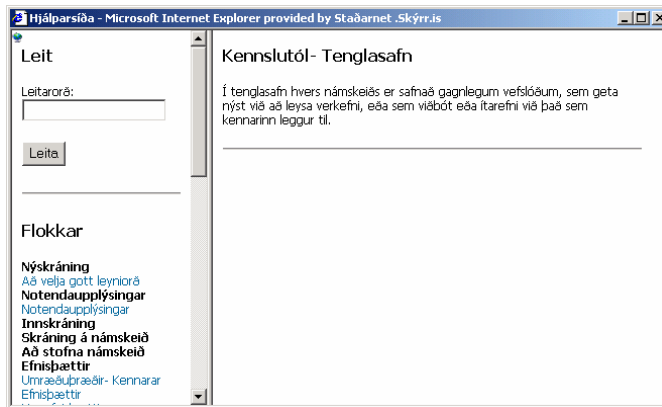 Hjálparsíða - Microsoft Internet Explorer provided by Staðarnet .Skýrr.is
Leit
Leitarorð:
Leita
Flokkar
Nýskráning
Að velja gott leyniorð
Notendaupplýsingar
Notendaupplýsingar
Innskráning
Skráning á námskeið
Að stofna námskeið
Efnisþættir
Umræðuþræðir- Kennarar
Efnisþættir
Kennslutól- Tenglasafn
Í tenglasafn hvers námskeiðs er safnað gagnlegum vefslóðum, sem geta
nýst við að leysa verkefni, eða sem viðbót eða ítarefni við það sem
kennarinn leggur til.